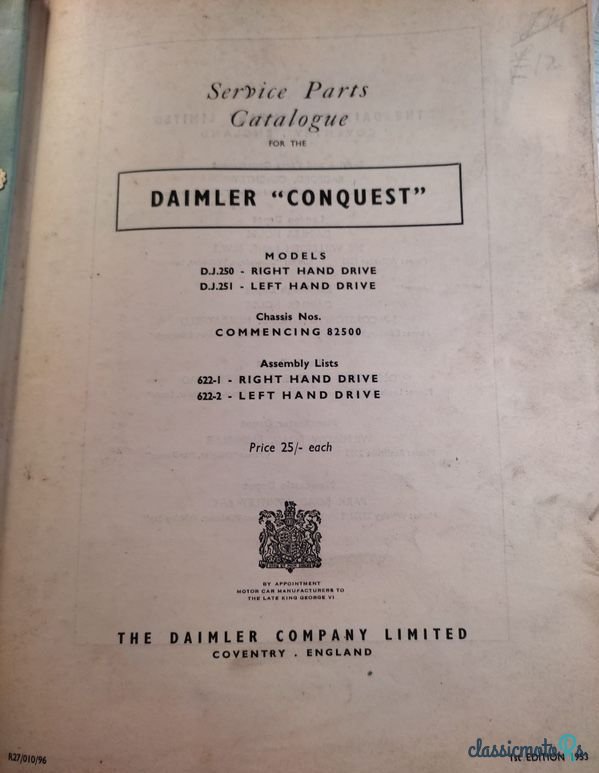 Service Parts
Catalogue
FOR THE
DAIMLER "CONQUEST"
MODELS
D.J.250 - RIGHT HAND DRIVE
D.J.251 - LEFT HAND DRIVE
Chassis Nos.
COMMENCING 82500
Assembly Lists
622-1 - RIGHT HAND DRIVE
622-2 - LEFT HAND DRIVE
Price 25/- each
BY APPOINTMENT
MOTOR CAR MANUFACTURERS TO
THE LATE KING GEORGE VI
THE DAIMLER COMPANY LIMITED
COVENTRY . ENGLAND
R27/010/96
1st EDITION 1953
classicmoto s